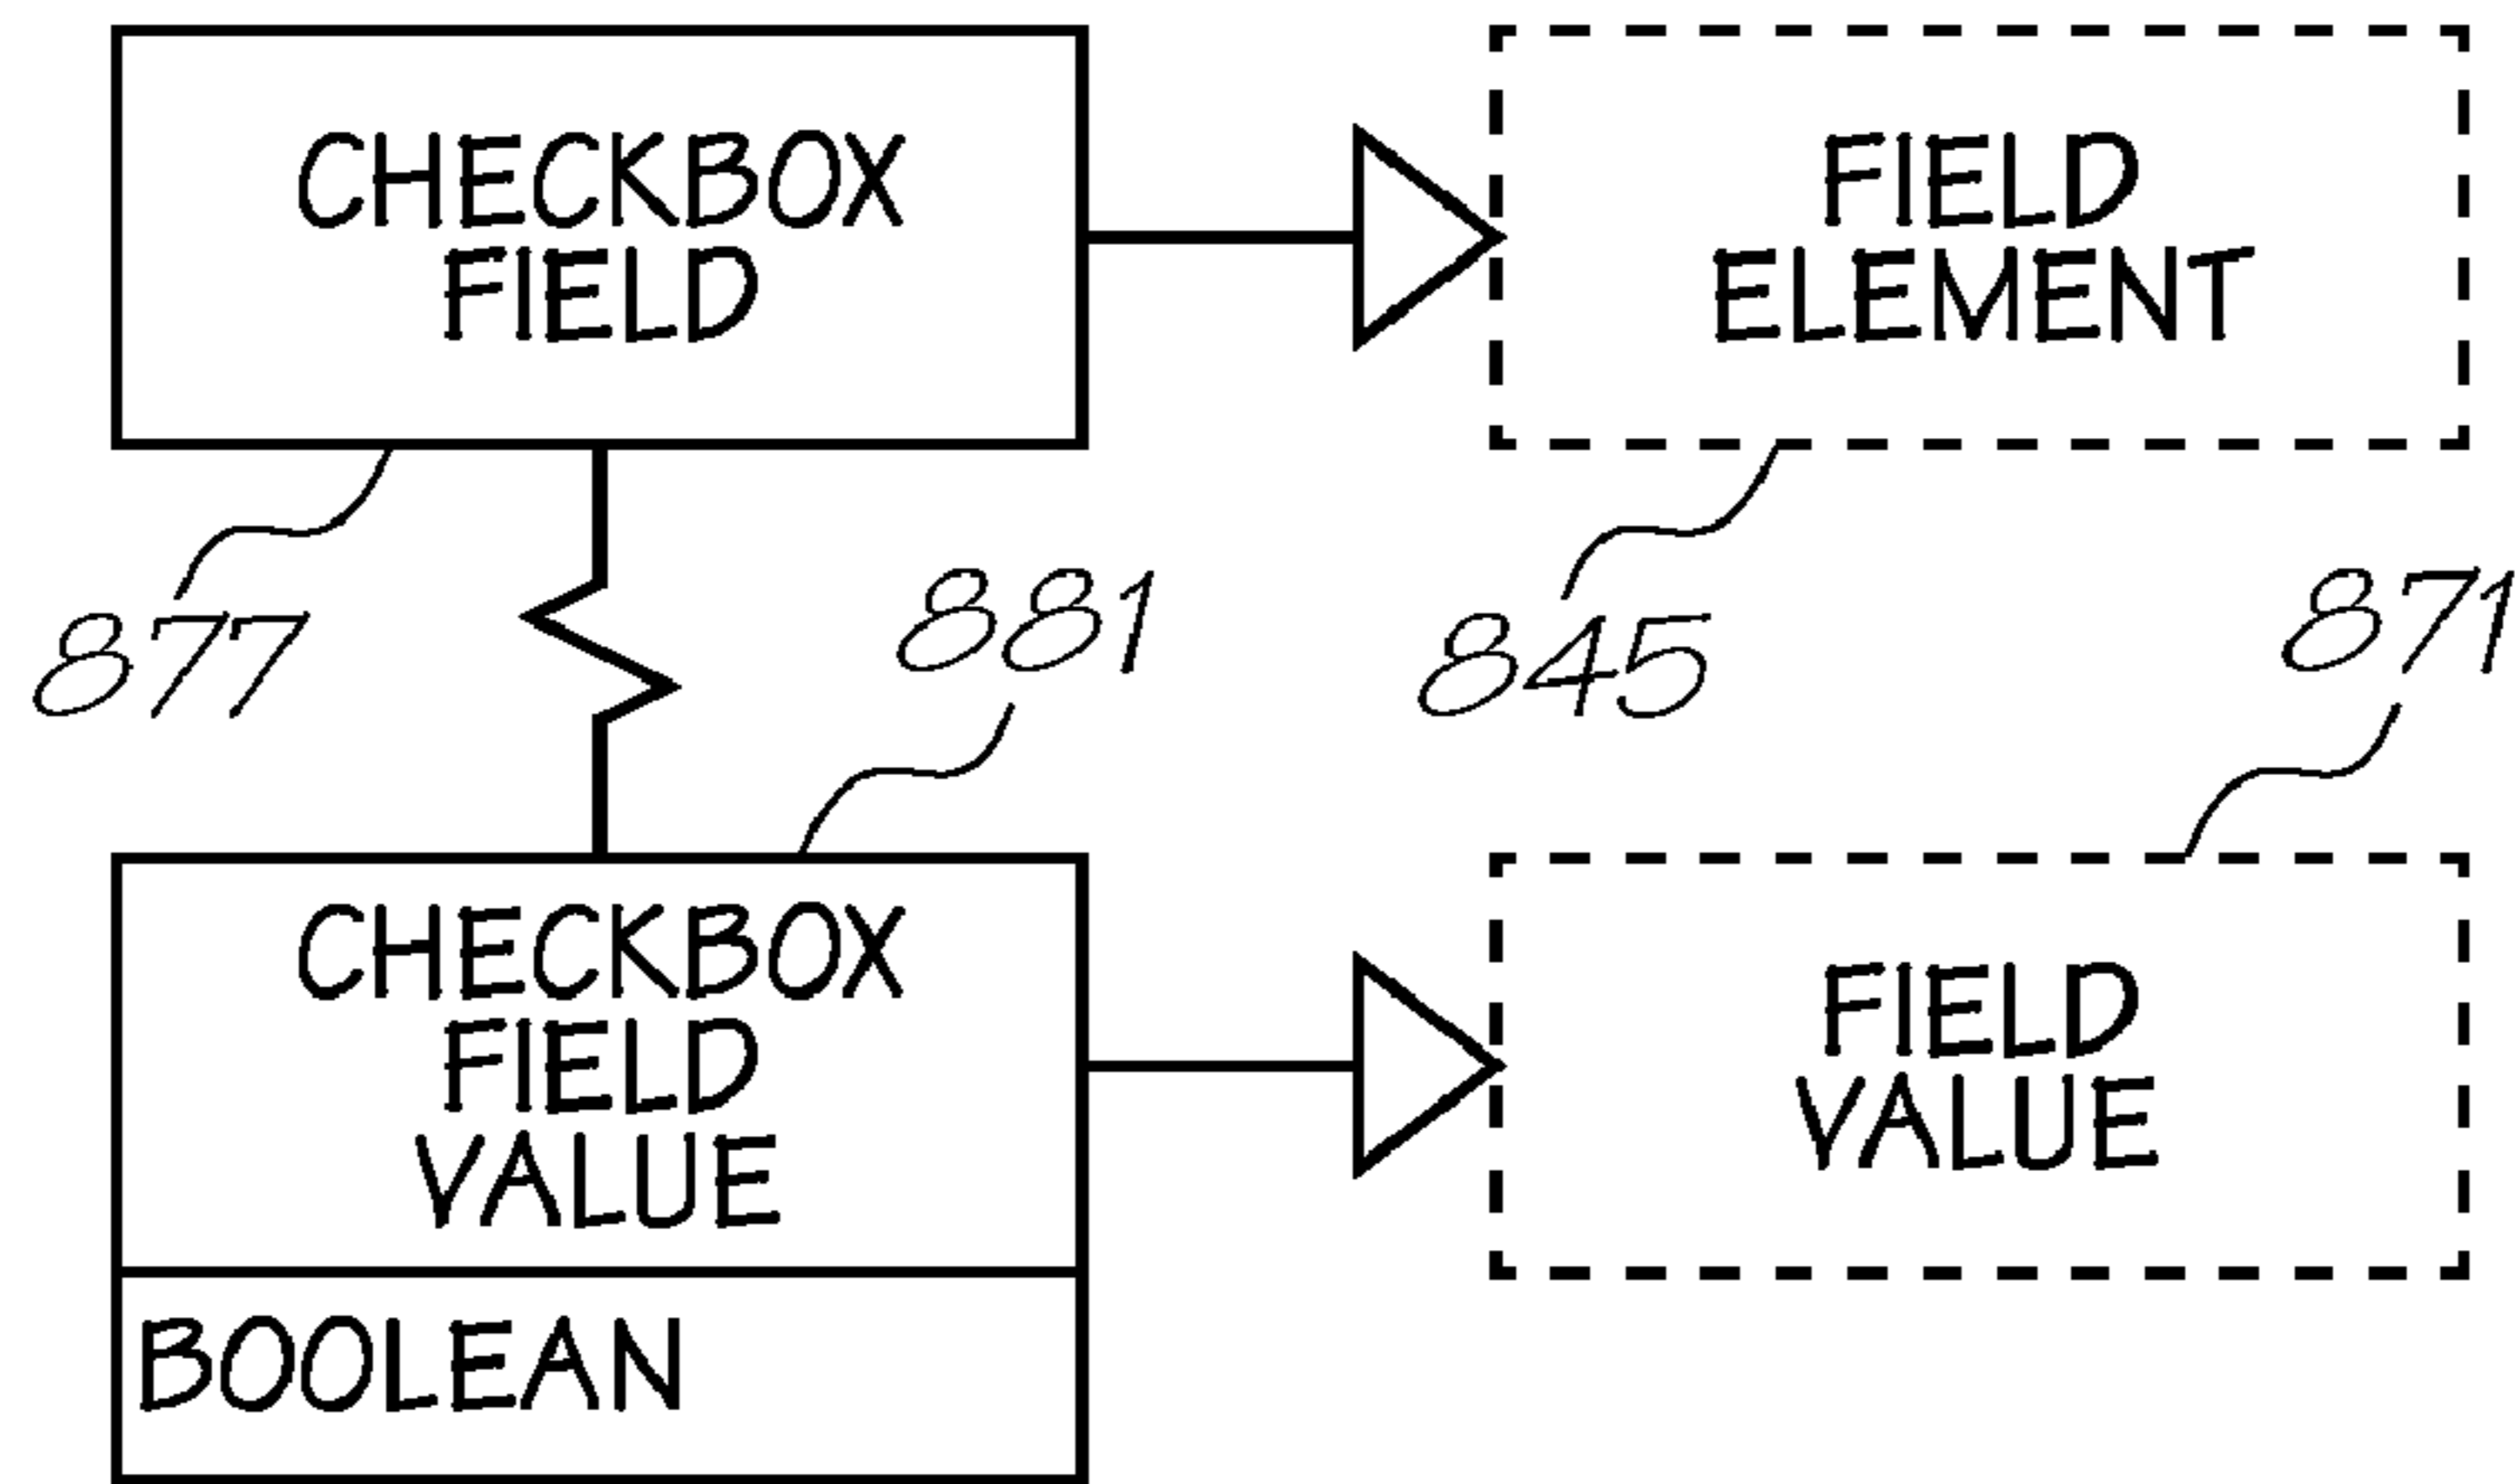 CHECKBOX
FIELD
FIELD
ELEMENT
877
881
845
871
CHECKBOX
FIELD
VALUE
FIELD
VALUE
BOOLEAN